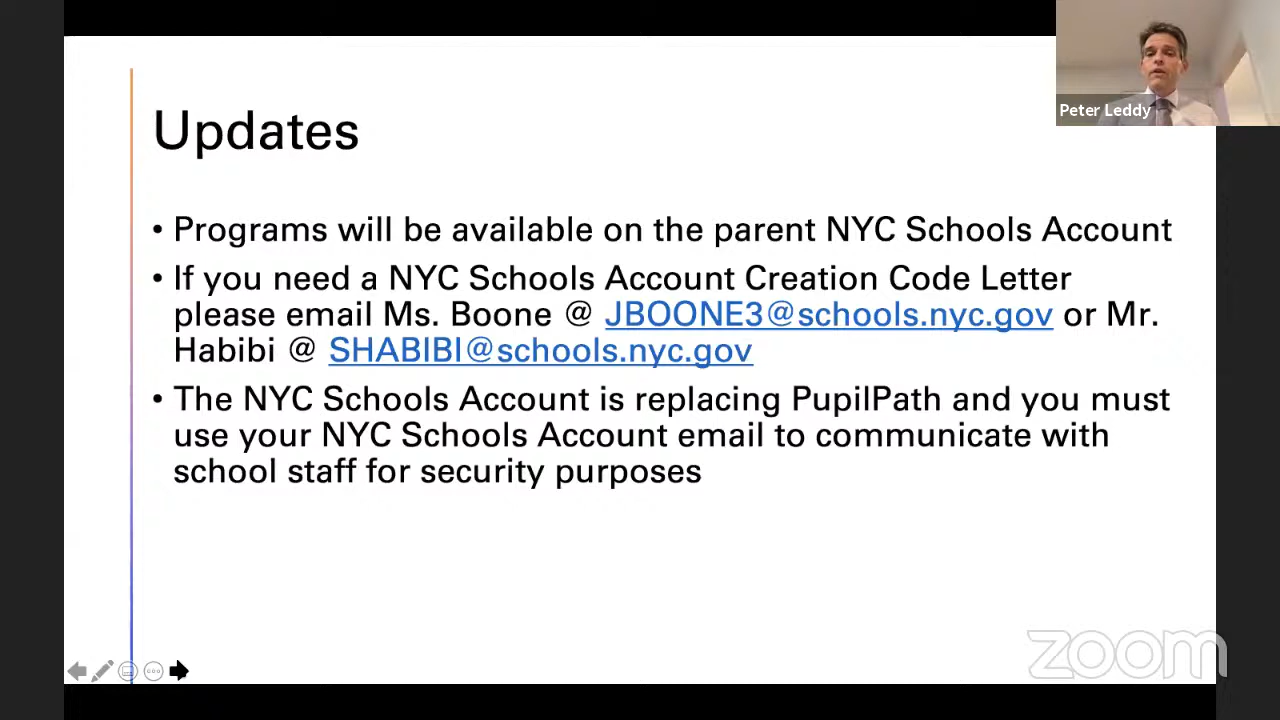 Peter Leddy
Updates
• Programs will be available on the parent NYC Schools Account
• If you need a NYC Schools Account Creation Code Letter
please email Ms. Boone @ JBOONE3@schools.nyc.gov or Mr.
Habibi @ SHABIBI@schools.nyc.gov
• The NYC Schools Account is replacing PupilPath and you must
use your NYC Schools Account email to communicate with
school staff for security purposes
zoom